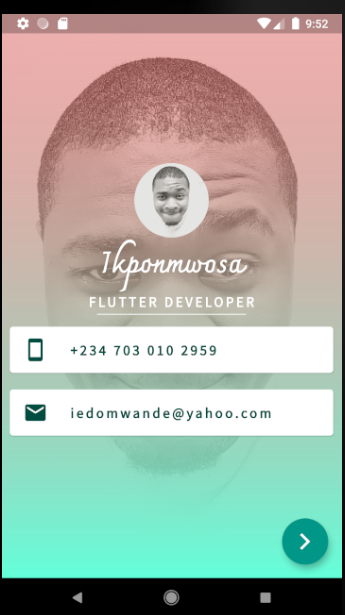 9:52
Ikponmwosa
FLUTTER DEVELOPER
+234 703 010 2959
iedomwande@yahoo.com